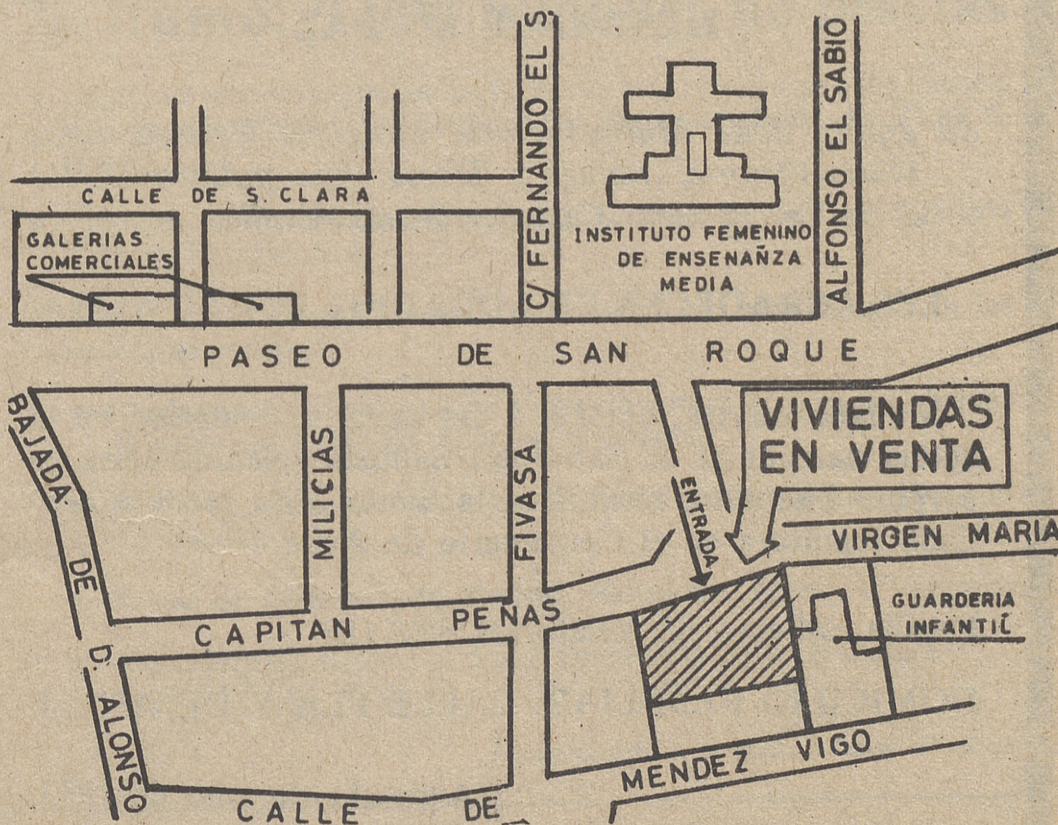 C/ FERNANDO EL S.
ALFONSO EL SABIO
CALLE DE S. CLARA
GALERIAS
COMERCIALES
INSTITUTO FEMENINO
DE ENSENAÑZA
MEDIA
PASEO DE SAN ROQUE
BAJADA DE D. ALONSO
MILICIAS
FIVASA
VIVIENDAS
EN VENTA
ENTRADA
VIRGEN MARIA
CAPITAN PEÑAS
GUARDERIA
INFANTIL
MENDEZ VIGO
CALLE DE